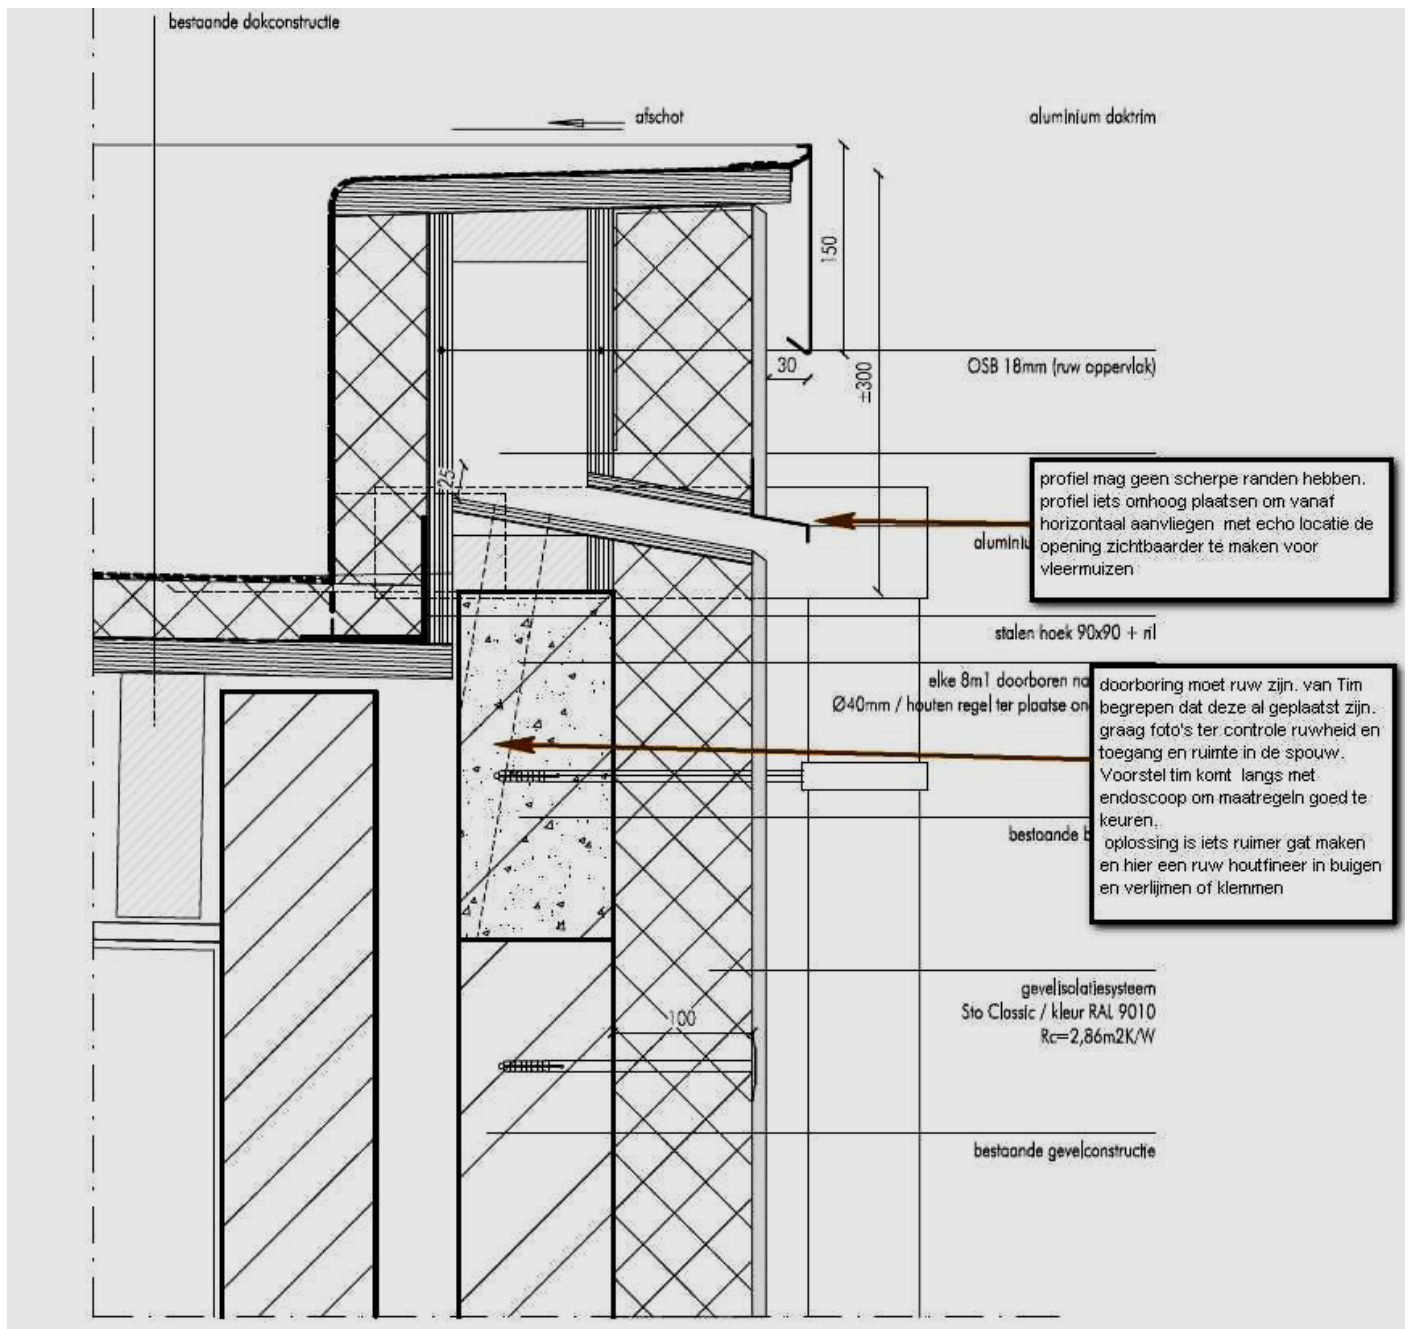 bestaande dakconstructie
afschot
aluminium daktrim
150
OSB 18mm (ruw oppervlak)
30
±300
25
profiel mag geen scherpe randen hebben.
profiel iets omhoog plaatsen om vanaf
horizontaal aanvliegen met echo locatie de
opening zichtbaarder te maken voor
vleermuizen
stalen hoek 90x90 + ril
elke 8m1 doorboren
Ø40mm / houten regel ter plaatse
doorboring moet ruw zijn. van Tim
begrepen dat deze al geplaatst zijn.
graag foto's ter controle ruwheid en
toegang en ruimte in de spouw.
Voorstel tim komt langs met
endoscoop om maatregeln goed te
keuren.
oplossing is iets ruimer gat maken
en hier een ruw houtfineer in buigen
en verlijmen of klemmen
bestaande
gevelisolatiesysteem
Sto Classic / kleur RAL 9010
Rc=2,86m2K/W
100
bestaande gevelconstructie